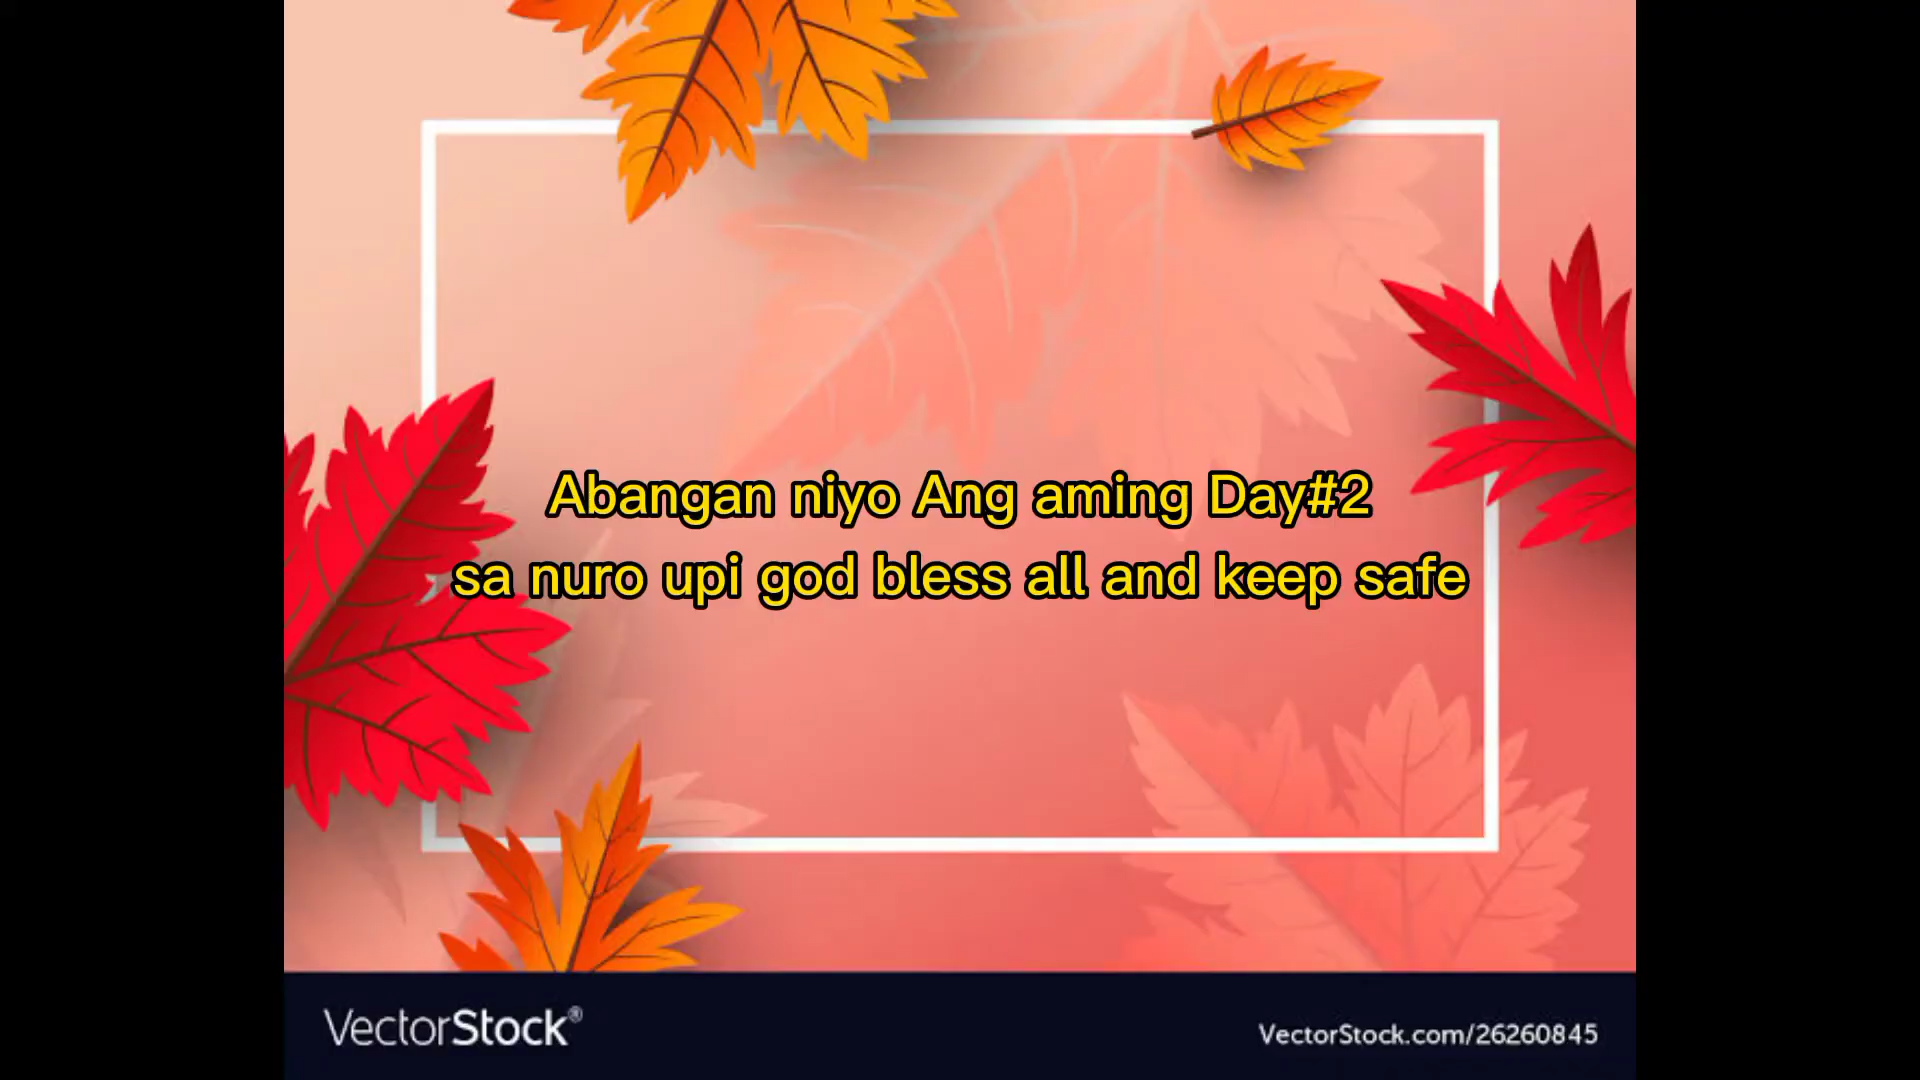 Abangan niyo Ang aming Day#2
sa nuro upi god bless all and keep safe
VectorStock®
VectorStock.com/26260845